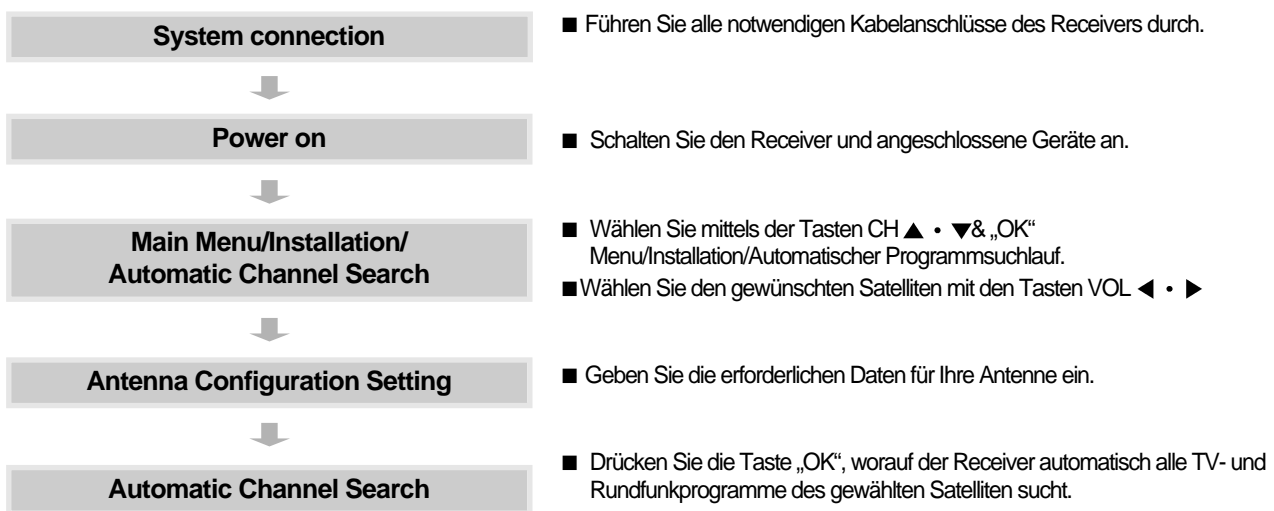 System connection
■ Führen Sie alle notwendigen Kabelanschlüsse des Receivers durch.
Power on
■ Schalten Sie den Receiver und angeschlossene Geräte an.
Main Menu/Installation/
Automatic Channel Search
■ Wählen Sie mittels der Tasten CH ▲ • ▼& „OK“
Menu/Installation/Automatischer Programmsuchlauf.
■ Wählen Sie den gewünschten Satelliten mit den Tasten VOL ◀ • ▶
Antenna Configuration Setting
■ Geben Sie die erforderlichen Daten für Ihre Antenne ein.
Automatic Channel Search
■ Drücken Sie die Taste „OK“, worauf der Receiver automatisch alle TV- und
Rundfunkprogramme des gewählten Satelliten sucht.